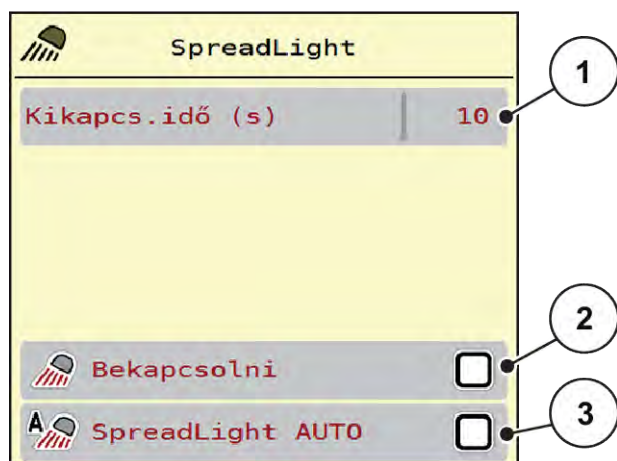 SpreadLight
Kikapcs.idő (s) 10
1
Bekapcsolni
2
A SpreadLight AUTO
3